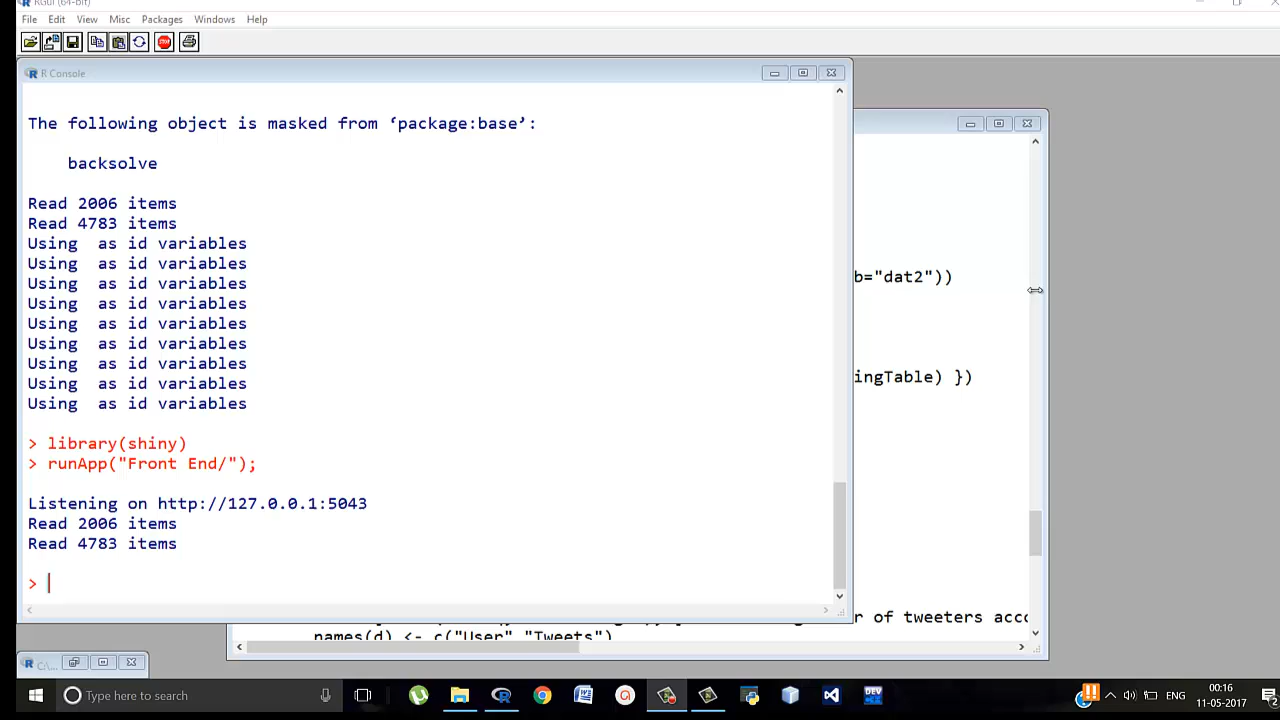 RGui (64-bit)
File Edit View Misc Packages Windows Help
STOP
R Console
The following object is masked from ‘package:base’:
backsolve
Read 2006 items
Read 4783 items
Using  as id variables
Using  as id variables
Using  as id variables
Using  as id variables
Using  as id variables
Using  as id variables
Using  as id variables
Using  as id variables
Using  as id variables
> library(shiny)
> runApp("Front End/");
Listening on http://127.0.0.1:5043
Read 2006 items
Read 4783 items
>
b="dat2"))
ingTable) })
r of tweeters acco
names(d) <- c("User" "Tweets")
C:\...
Type here to search
DEV
ENG
00:16
11-05-2017
2